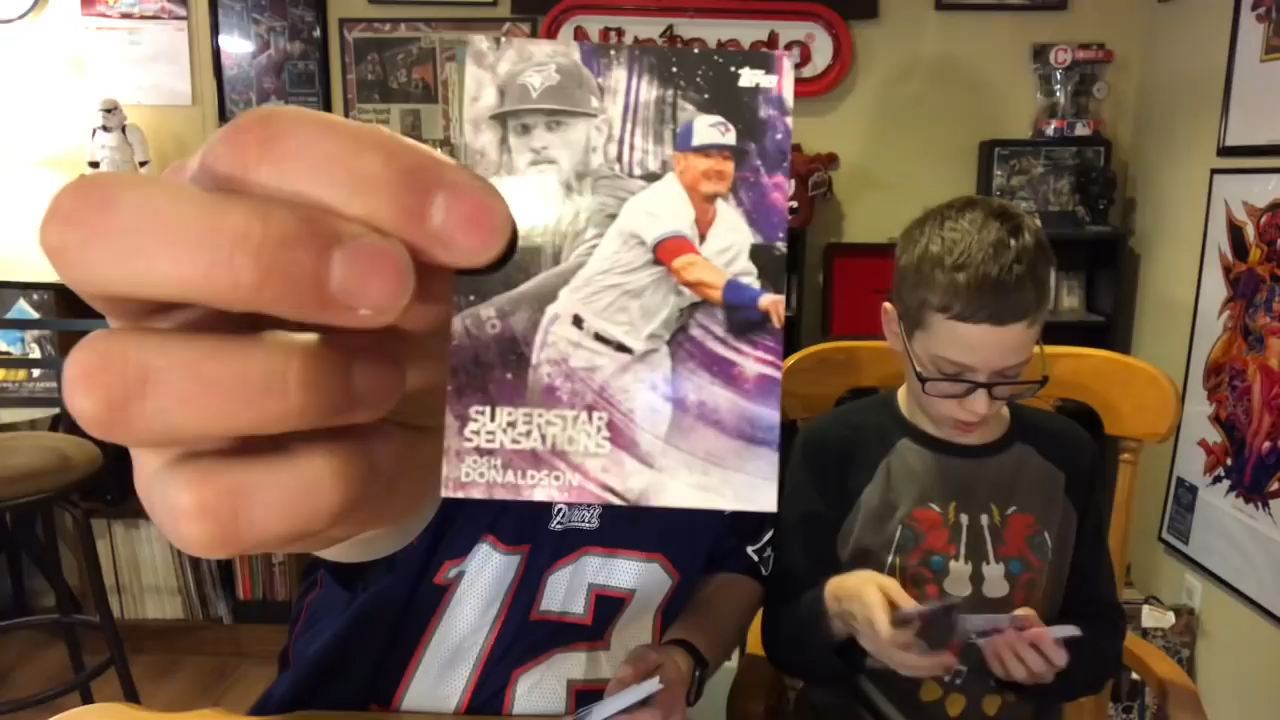 Nintendo®
TOPPS
C
SUPERSTAR
SENSATIONS
JOSH
DONALDSON
Patriots
12